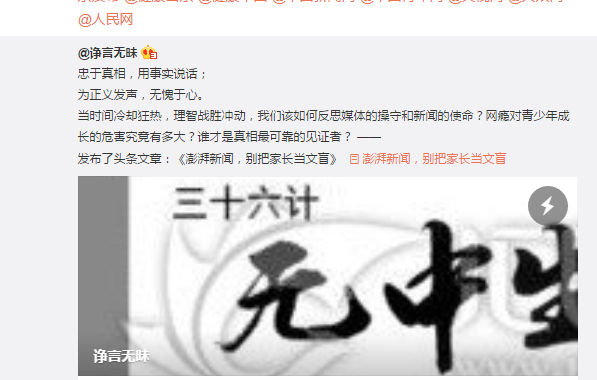 @人民网
@诤言无昧
忠于真相，用事实说话；
为正义发声，无愧于心。
当时间冷却狂热，理智战胜冲动，我们该如何反思媒体的操守和新闻的使命？网瘾对青少年成
长的危害究竟有多大？谁才是真相最可靠的见证者？ ——
发布了头条文章：《澎湃新闻，别把家长当文盲》 澎湃新闻，别把家长当文盲
三十六计
无中生
诤言无昧